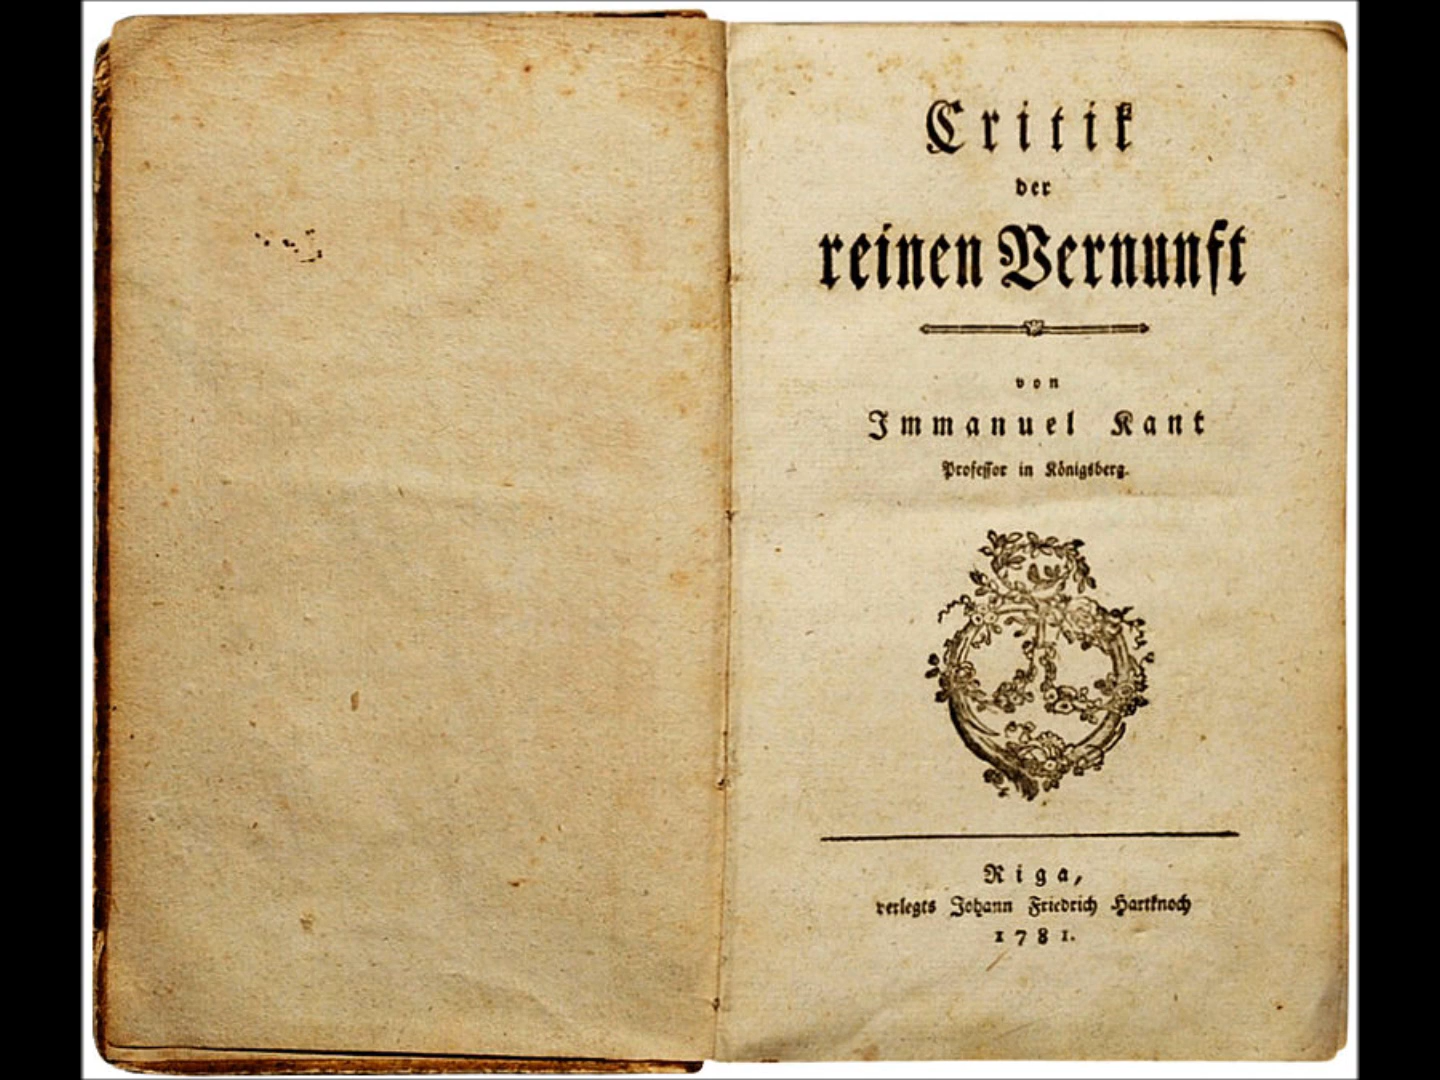 Critik
der
reinen Vernunft
von
Immanuel Kant
Professor in Königsberg.
Riga,
verlegts Johann Friedrich Hartknoch
1781.